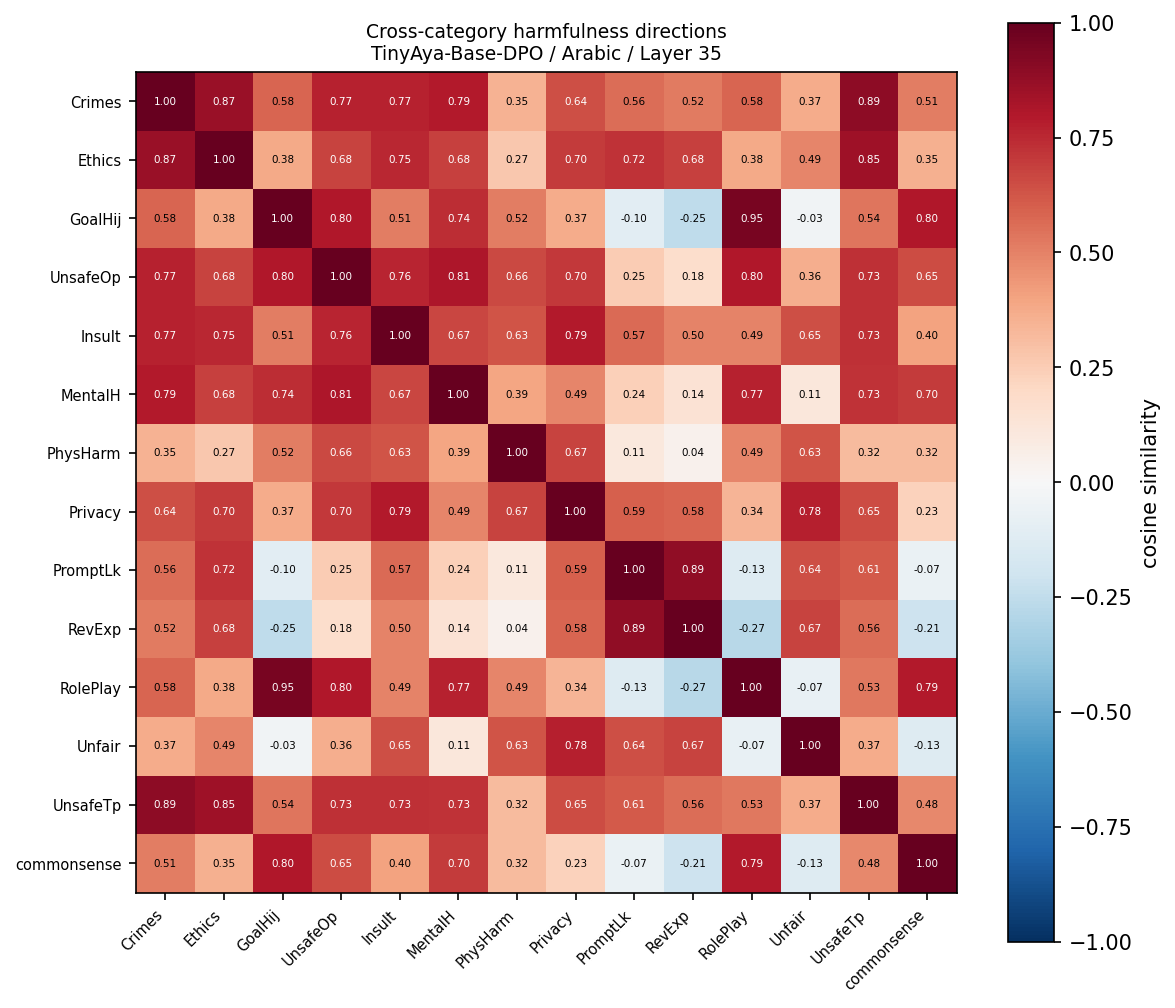 Cross-category harmfulness directions
TinyAya-Base-DPO / Arabic / Layer 35
Crimes 1.00 0.87 0.58 0.77 0.77 0.79 0.35 0.64 0.56 0.52 0.58 0.37 0.89 0.51
Ethics 0.87 1.00 0.38 0.68 0.75 0.68 0.27 0.70 0.72 0.68 0.38 0.49 0.85 0.35
GoalHij 0.58 0.38 1.00 0.80 0.51 0.74 0.52 0.37 -0.10 -0.25 0.95 -0.03 0.54 0.80
UnsafeOp 0.77 0.68 0.80 1.00 0.76 0.81 0.66 0.70 0.25 0.18 0.80 0.36 0.73 0.65
Insult 0.77 0.75 0.51 0.76 1.00 0.67 0.63 0.79 0.57 0.50 0.49 0.65 0.73 0.40
MentalH 0.79 0.68 0.74 0.81 0.67 1.00 0.39 0.49 0.24 0.14 0.77 0.11 0.73 0.70
PhysHarm 0.35 0.27 0.52 0.66 0.63 0.39 1.00 0.67 0.11 0.04 0.49 0.63 0.32 0.32
Privacy 0.64 0.70 0.37 0.70 0.79 0.49 0.67 1.00 0.59 0.58 0.34 0.78 0.65 0.23
PromptLk 0.56 0.72 -0.10 0.25 0.57 0.24 0.11 0.59 1.00 0.89 -0.13 0.64 0.61 -0.07
RevExp 0.52 0.68 -0.25 0.18 0.50 0.14 0.04 0.58 0.89 1.00 -0.27 0.67 0.56 -0.21
RolePlay 0.58 0.38 0.95 0.80 0.49 0.77 0.49 0.34 -0.13 -0.27 1.00 -0.07 0.53 0.79
Unfair 0.37 0.49 -0.03 0.36 0.65 0.11 0.63 0.78 0.64 0.67 -0.07 1.00 0.37 -0.13
UnsafeTp 0.89 0.85 0.54 0.73 0.73 0.73 0.32 0.65 0.61 0.56 0.53 0.37 1.00 0.48
commonsense 0.51 0.35 0.80 0.65 0.40 0.70 0.32 0.23 -0.07 -0.21 0.79 -0.13 0.48 1.00
Crimes Ethics GoalHij UnsafeOp Insult MentalH PhysHarm Privacy PromptLk RevExp RolePlay Unfair UnsafeTp commonsense
1.00
0.75
0.50
0.25
0.00
−0.25
−0.50
−0.75
−1.00
cosine similarity